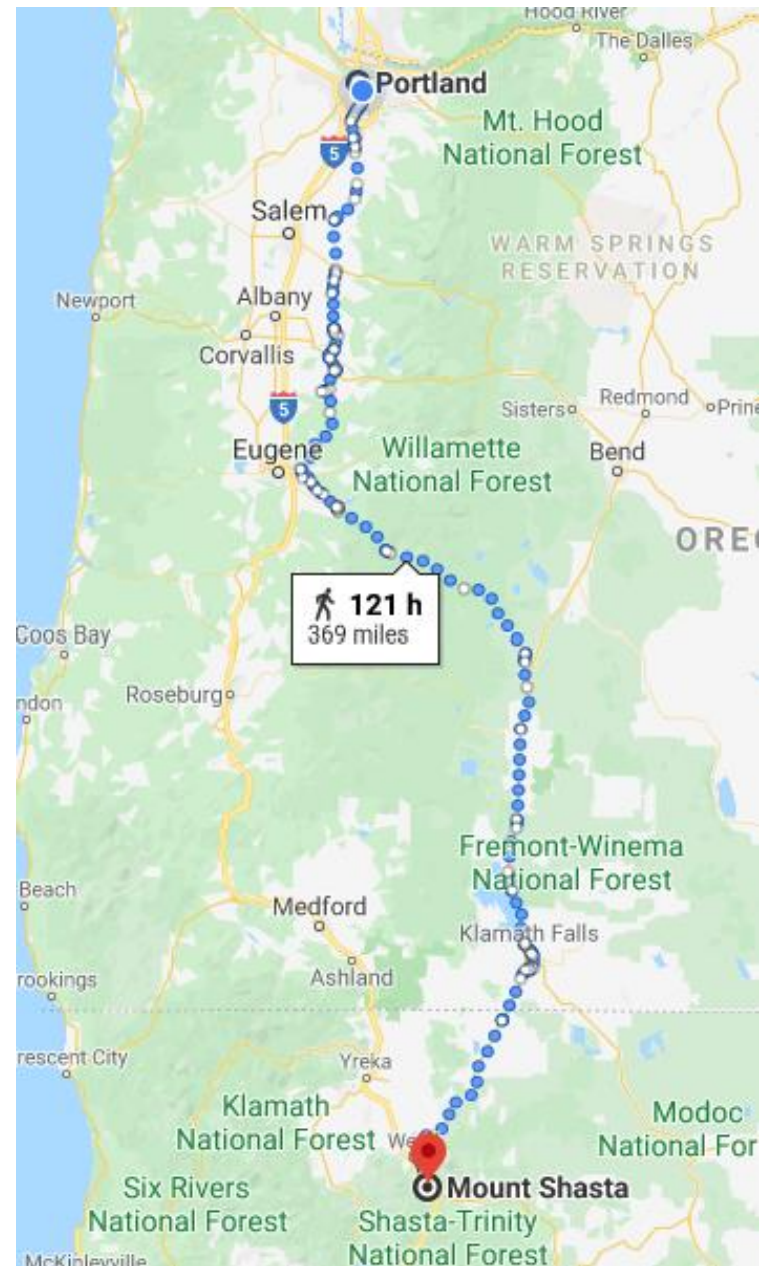 Hood River
The Dalles
Portland
Mt. Hood
National Forest
5
Salem
WARM SPRINGS
RESERVATION
Newport
Albany
Corvallis
Redmond
Prine
Sisters
5
Eugene
Willamette
National Forest
Bend
OREG
121 h
369 miles
Coos Bay
Roseburg
ndon
Fremont-Winema
National Forest
Beach
Medford
Klamath Falls
Ashland
rookings
rescent City
Yreka
Klamath
National Forest
Modoc
National For
We
Mount Shasta
Six Rivers
National Forest
Shasta-Trinity
National Forest
McKinleyville